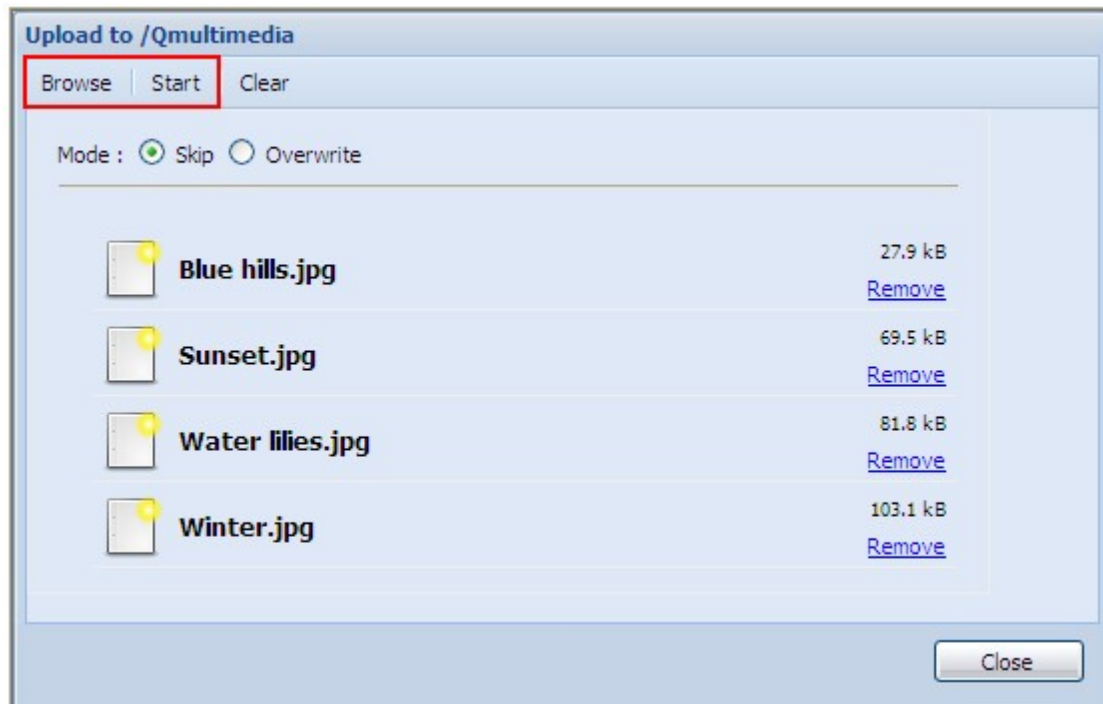 Upload to /Qmultimedia
Browse Start Clear
Mode : Skip Overwrite
27.9 kB
Blue hills.jpg
Remove
69.5 kB
Sunset.jpg
Remove
81.8 kB
Water lilies.jpg
Remove
103.1 kB
Winter.jpg
Remove
Close